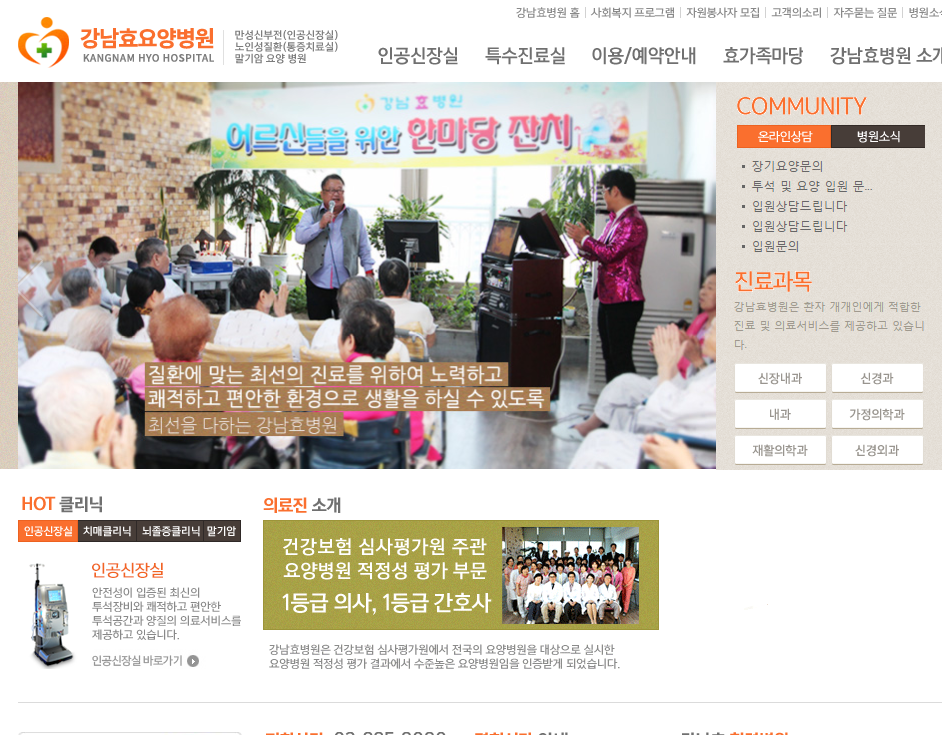 강남효병원 홈 | 사회복지 프로그램 | 자원봉사자 모집 | 고객의소리 | 자주묻는 질문 |
강남효요양병원
KANGNAM HYO HOSPITAL
만성신부전(인공신장실)
노인성질환(통증치료실)
말기암 요양 병원
인공신장실 특수진료실 이용/예약안내 효가족마당 강남효병원
강남 효 병원
어르신들을 위한 한마당 잔치
질환에 맞는 최선의 진료를 위하여 노력하고
쾌적하고 편안한 환경으로 생활을 하실 수 있도록
최선을 다하는 강남효병원
COMMUNITY
온라인상담 병원소식
장기요양문의
투석 및 요양 입원 문...
입원상담드립니다
입원상담드립니다
입원문의
진료과목
강남효병원은 환자 개개인에게 적합한
진료 및 의료서비스를 제공하고 있습니
다.
신장내과 신경과
내과 가정의학과
재활의학과 신경외과
HOT 클리닉
인공신장실 치매클리닉 뇌졸중클리닉 말기암
인공신장실
안전성이 입증된 최신의
투석장비와 쾌적하고 편안한
투석공간과 양질의 의료서비스를
제공하고 있습니다.
인공신장실 바로가기
의료진 소개
건강보험 심사평가원 주관
요양병원 적정성 평가 부문
1등급 의사, 1등급 간호사
강남효병원은 건강보험 심사평가원에서 전국의 요양병원을 대상으로 실시한
요양병원 적정성 평가 결과에서 수준높은 요양병원임을 인증받게 되었습니다.